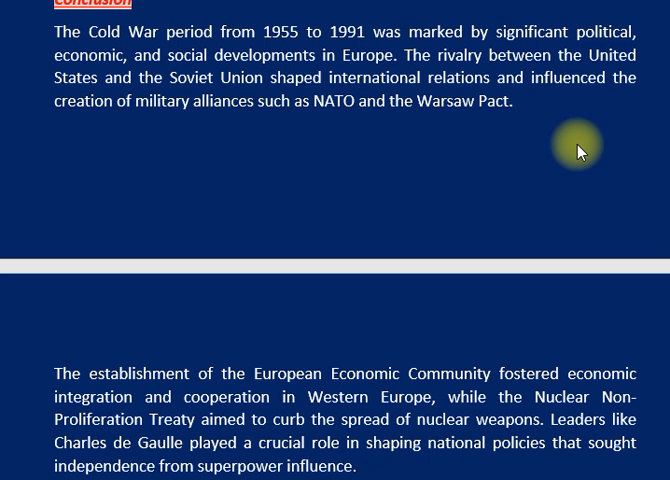 Conclusion
The Cold War period from 1955 to 1991 was marked by significant political,
economic, and social developments in Europe. The rivalry between the United
States and the Soviet Union shaped international relations and influenced the
creation of military alliances such as NATO and the Warsaw Pact.
The establishment of the European Economic Community fostered economic
integration and cooperation in Western Europe, while the Nuclear Non-
Proliferation Treaty aimed to curb the spread of nuclear weapons. Leaders like
Charles de Gaulle played a crucial role in shaping national policies that sought
independence from superpower influence.